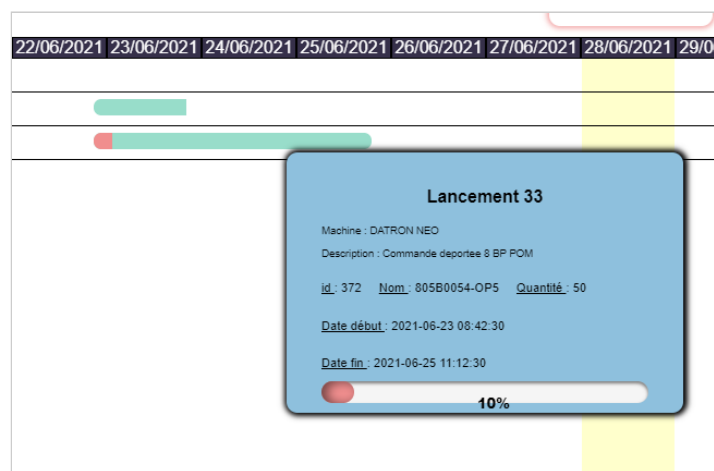 22/06/2021 23/06/2021 24/06/2021 25/06/2021 26/06/2021 27/06/2021 28/06/2021 29/0
Lancement 33
Machine : DATRON NEO
Description : Commande deportee 8 BP POM
id : 372 Nom : 805B0054-OP5 Quantité : 50
Date début : 2021-06-23 08:42:30
Date fin : 2021-06-25 11:12:30
10%